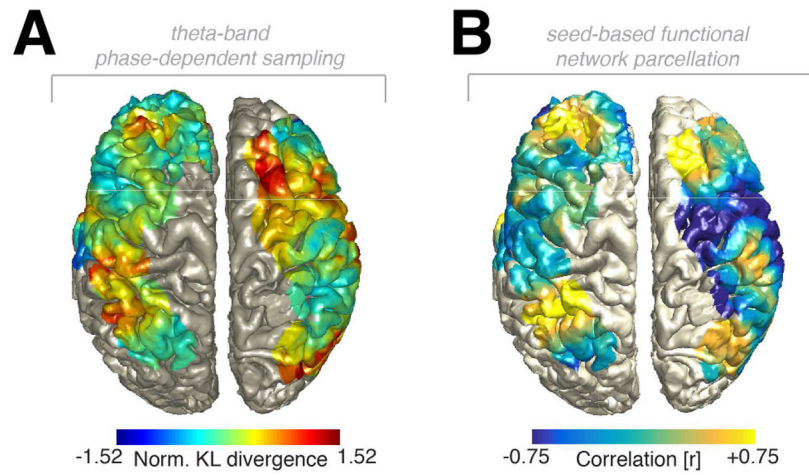 A
theta-band
phase-dependent sampling
B
seed-based functional
network parcellation
-1.52 Norm. KL divergence 1.52
-0.75 Correlation [r] +0.75